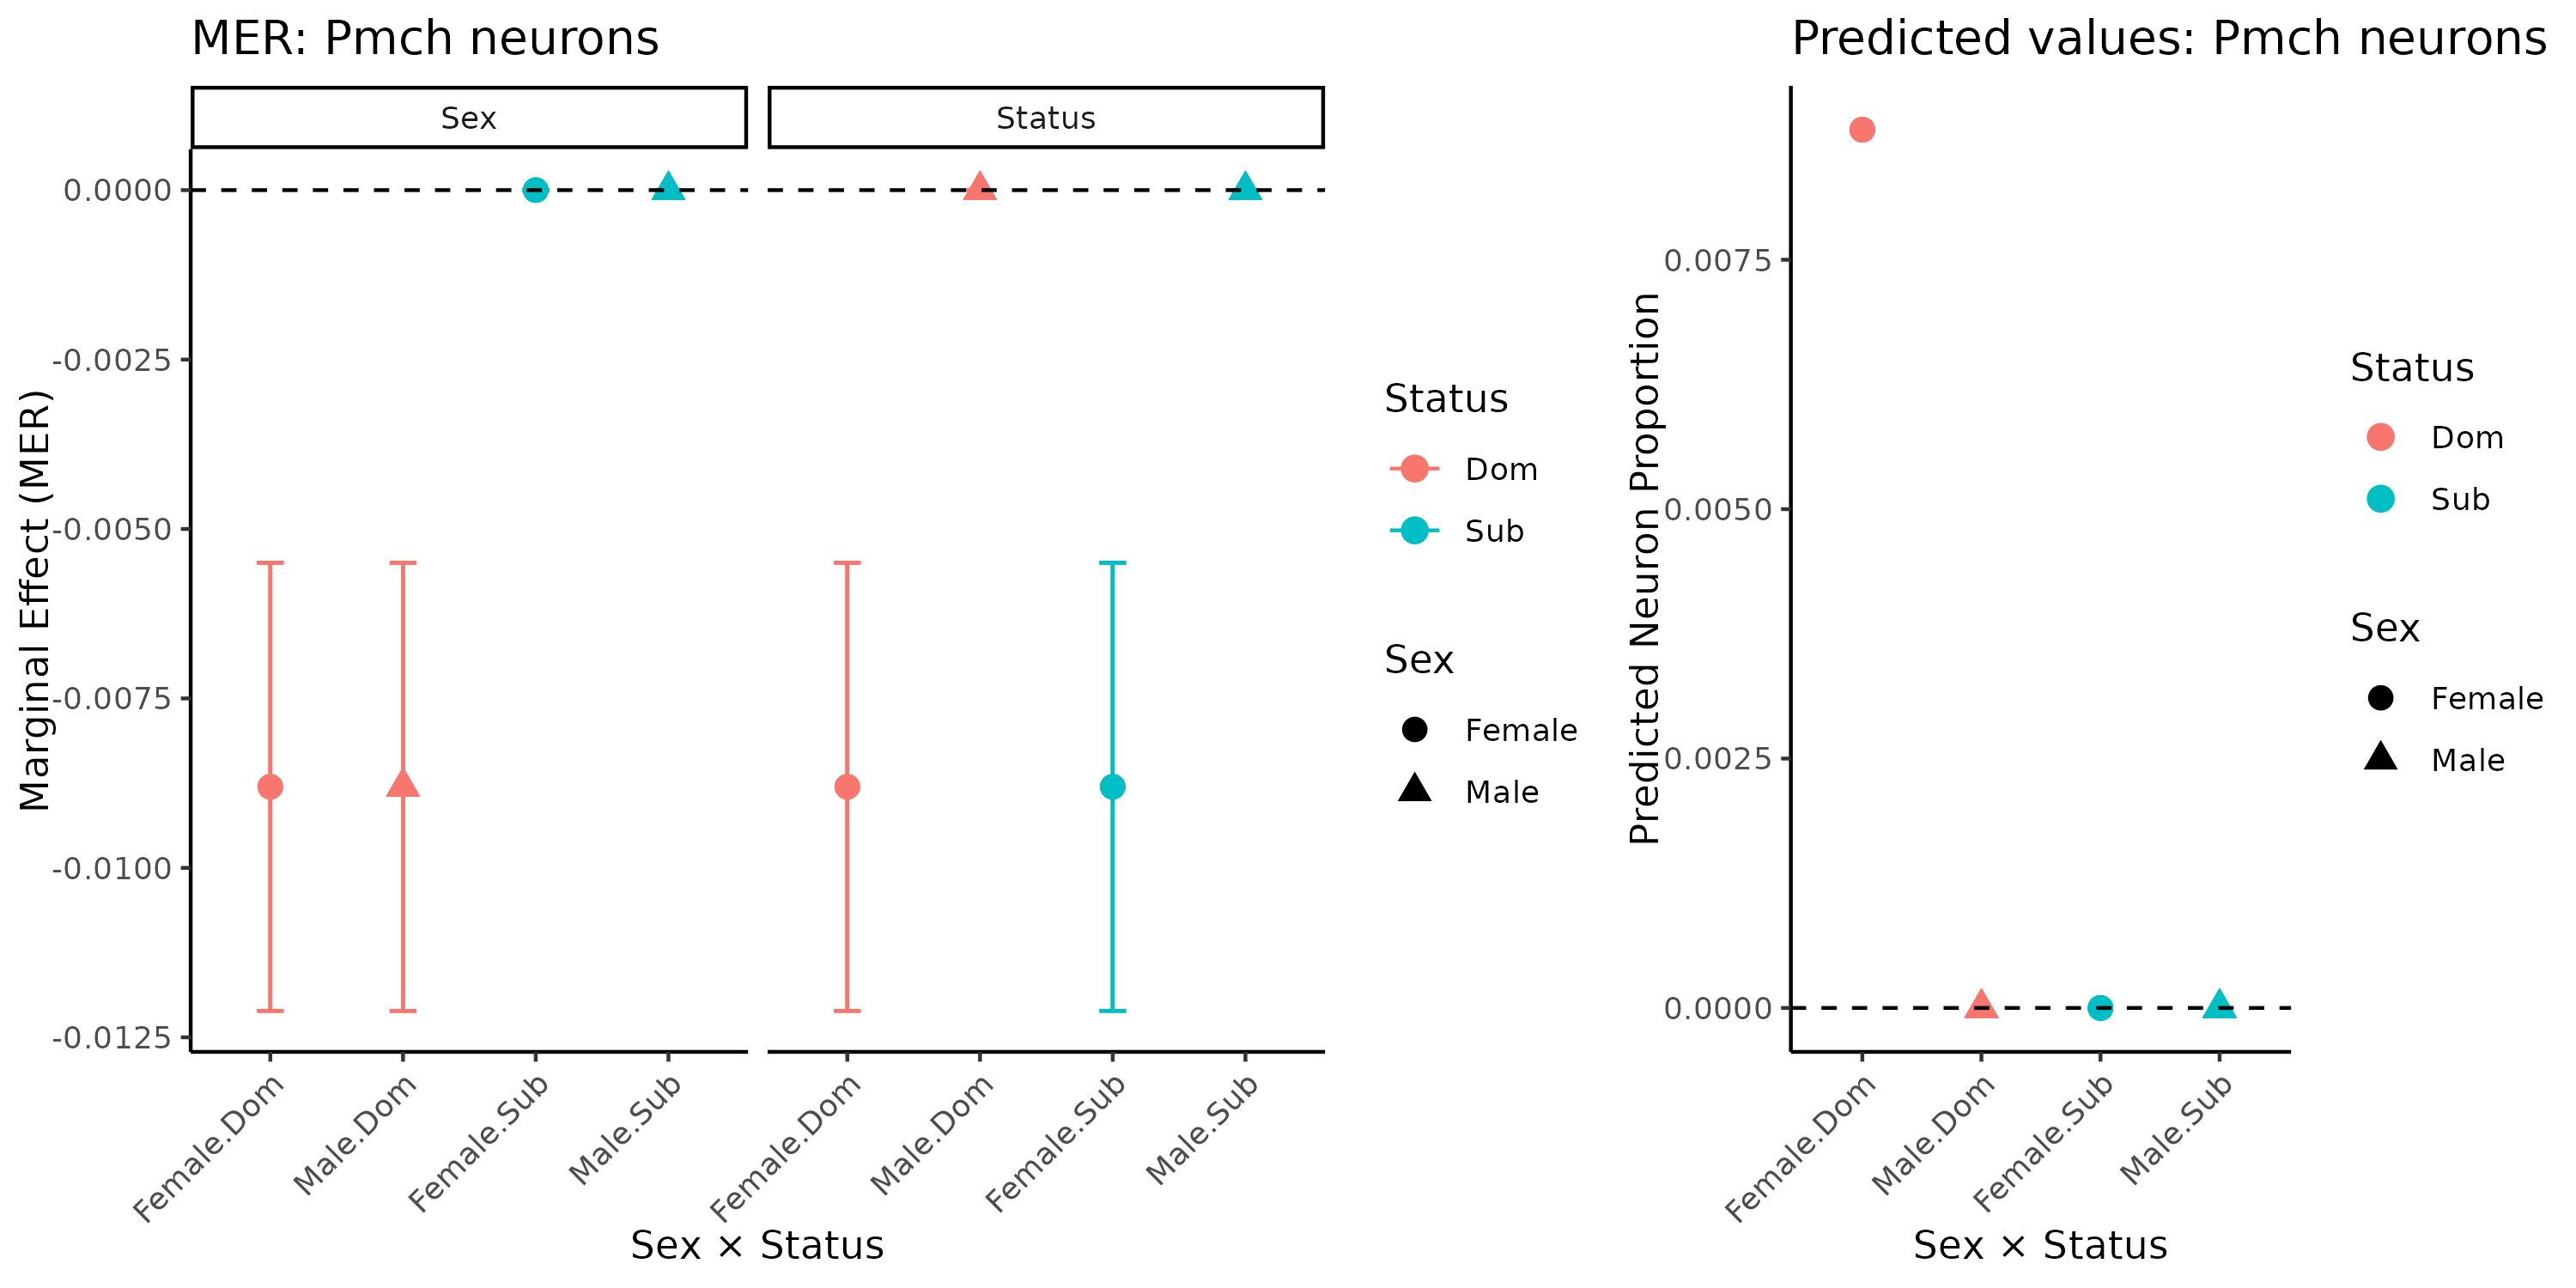 MER: Pmch neurons
Sex
Status
Marginal Effect (MER)
0.0000
-0.0025
-0.0050
-0.0075
-0.0100
-0.0125
Female.Dom
Male.Dom
Female.Sub
Male.Sub
Female.Dom
Male.Dom
Female.Sub
Male.Sub
Sex × Status
Status
Dom
Sub
Sex
Female
Male
Predicted values: Pmch neurons
Predicted Neuron Proportion
0.0075
0.0050
0.0025
0.0000
Female.Dom
Male.Dom
Female.Sub
Male.Sub
Sex × Status
Status
Dom
Sub
Sex
Female
Male